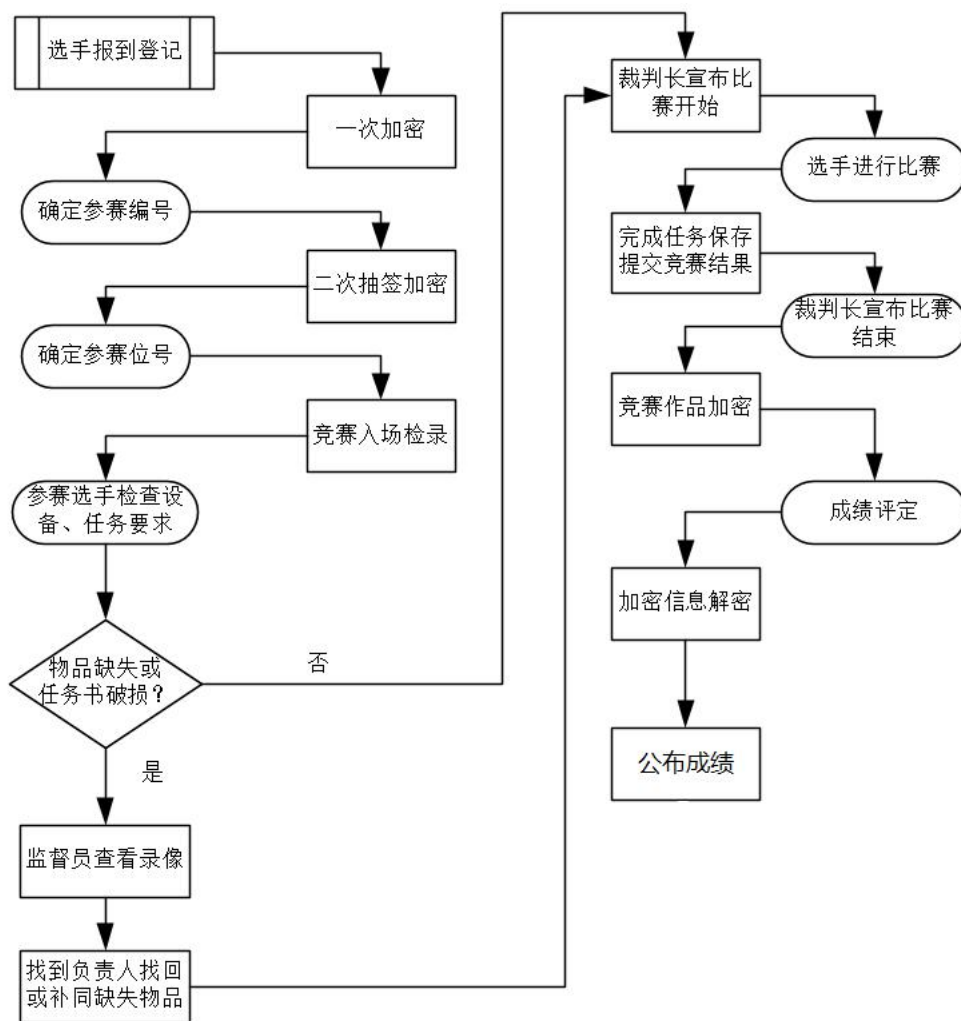 选手报到登记
一次加密
确定参赛编号
二次抽签加密
确定参赛位号
竞赛入场检录
参赛选手检查设
备、任务要求
物品缺失或
任务书破损？
否
是
监督员查看录像
找到负责人找回
或补同缺失物品
裁判长宣布比
赛开始
选手进行比赛
完成任务保存
提交竞赛结果
裁判长宣布比赛
结束
竞赛作品加密
成绩评定
加密信息解密
公布成绩